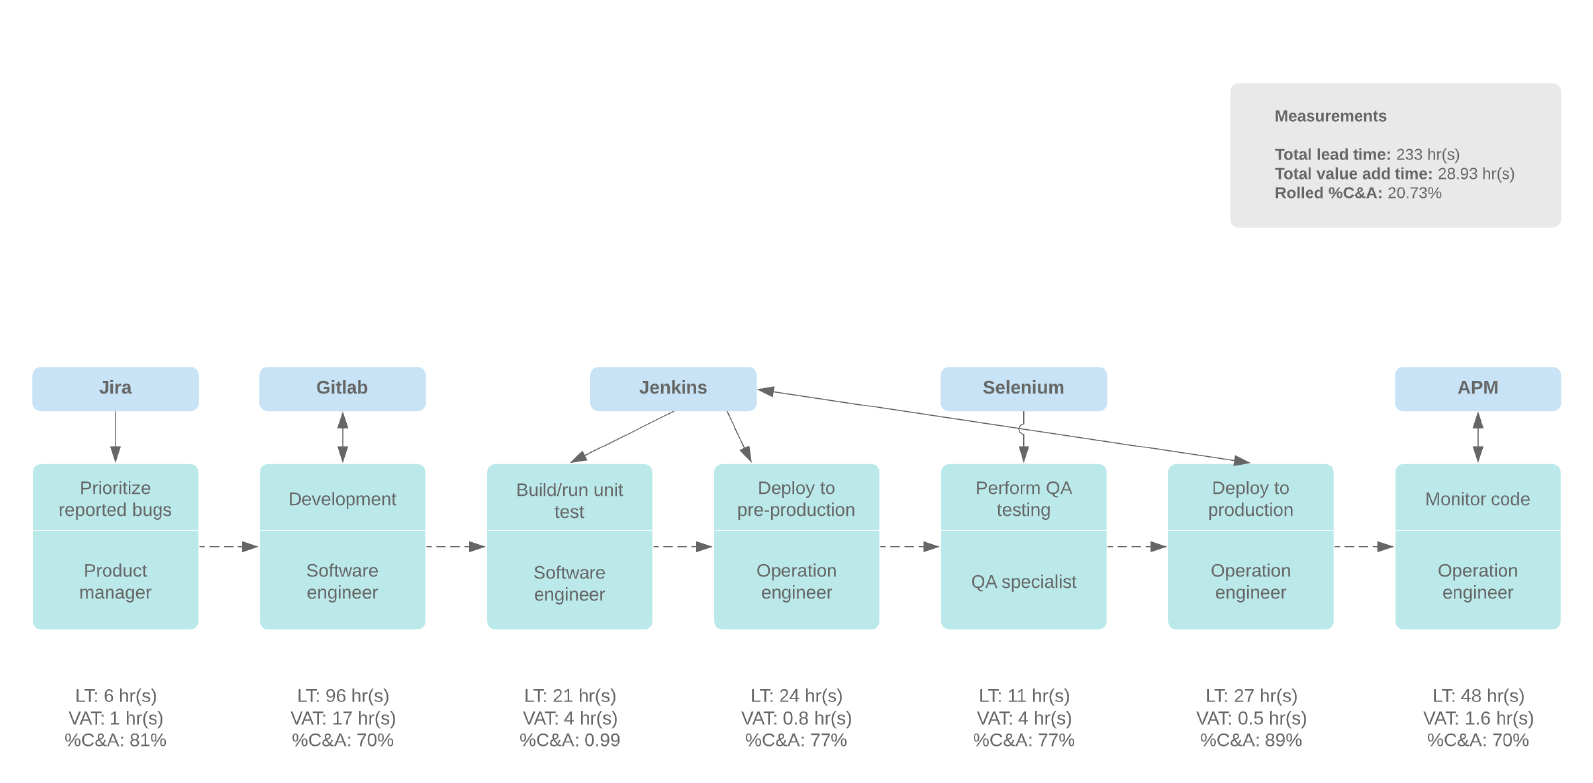 Measurements
Total lead time: 233 hr(s)
Total value add time: 28.93 hr(s)
Rolled %C&A: 20.73%
Jira
Gitlab
Jenkins
Selenium
APM
Prioritize
reported bugs
Product
manager
Development
Software
engineer
Build/run unit
test
Software
engineer
Deploy to
pre-production
Operation
engineer
Perform QA
testing
QA specialist
Deploy to
production
Operation
engineer
Monitor code
Operation
engineer
LT: 6 hr(s)
VAT: 1 hr(s)
%C&A: 81%
LT: 96 hr(s)
VAT: 17 hr(s)
%C&A: 70%
LT: 21 hr(s)
VAT: 4 hr(s)
%C&A: 0.99
LT: 24 hr(s)
VAT: 0.8 hr(s)
%C&A: 77%
LT: 11 hr(s)
VAT: 4 hr(s)
%C&A: 77%
LT: 27 hr(s)
VAT: 0.5 hr(s)
%C&A: 89%
LT: 48 hr(s)
VAT: 1.6 hr(s)
%C&A: 70%